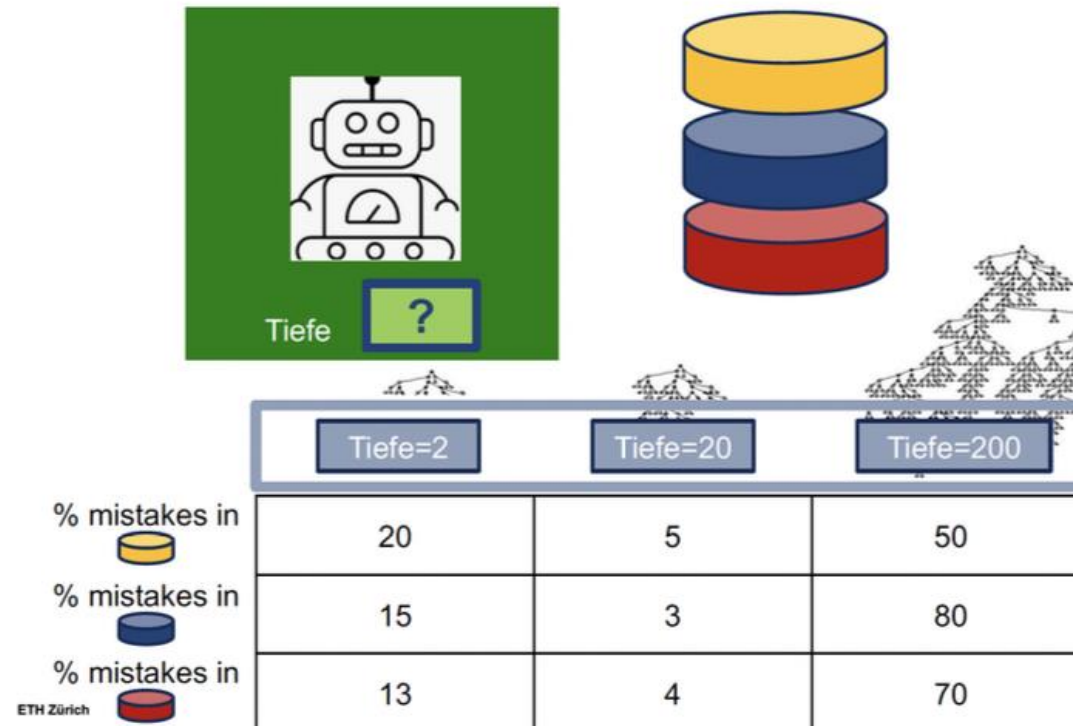 Tiefe ?
Tiefe=2 Tiefe=20 Tiefe=200
% mistakes in 20 5 50
% mistakes in 15 3 80
% mistakes in 13 4 70
ETH Zürich